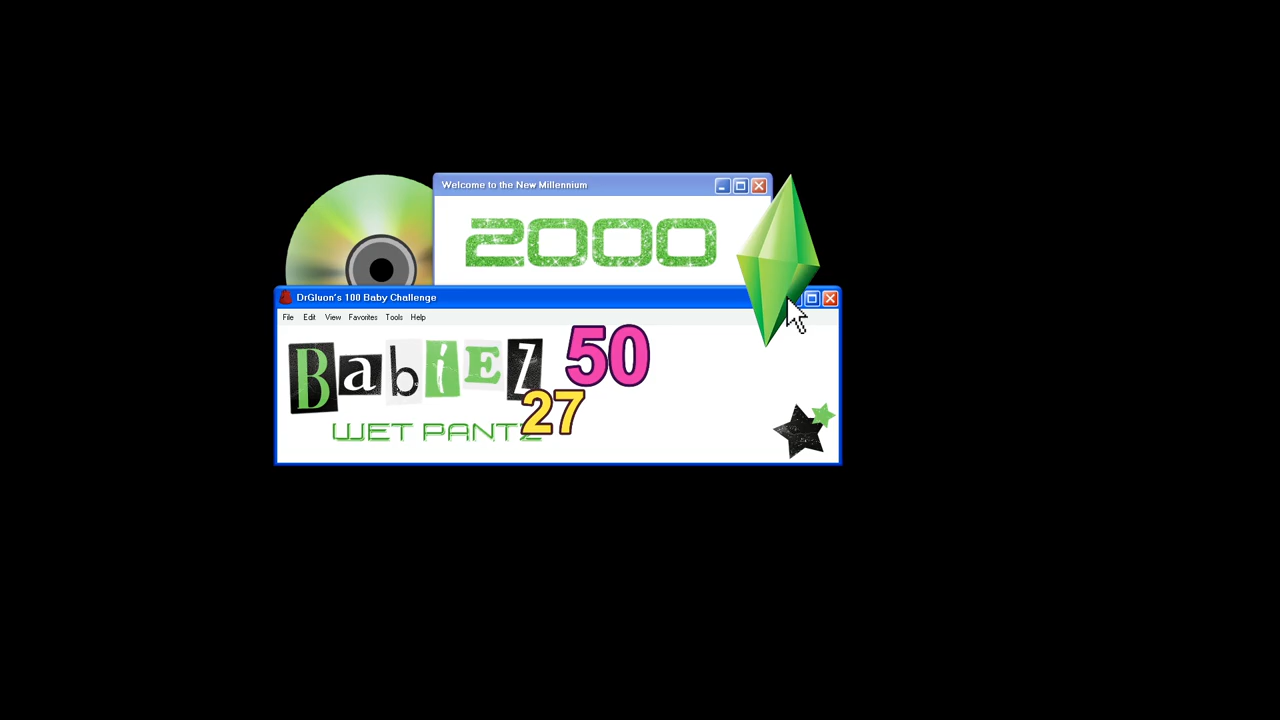 Welcome to the New Millennium
2000
DrGluon's 100 Baby Challenge
File Edit View Favorites Tools Help
BabiEZ 50
WET PANTZ 27